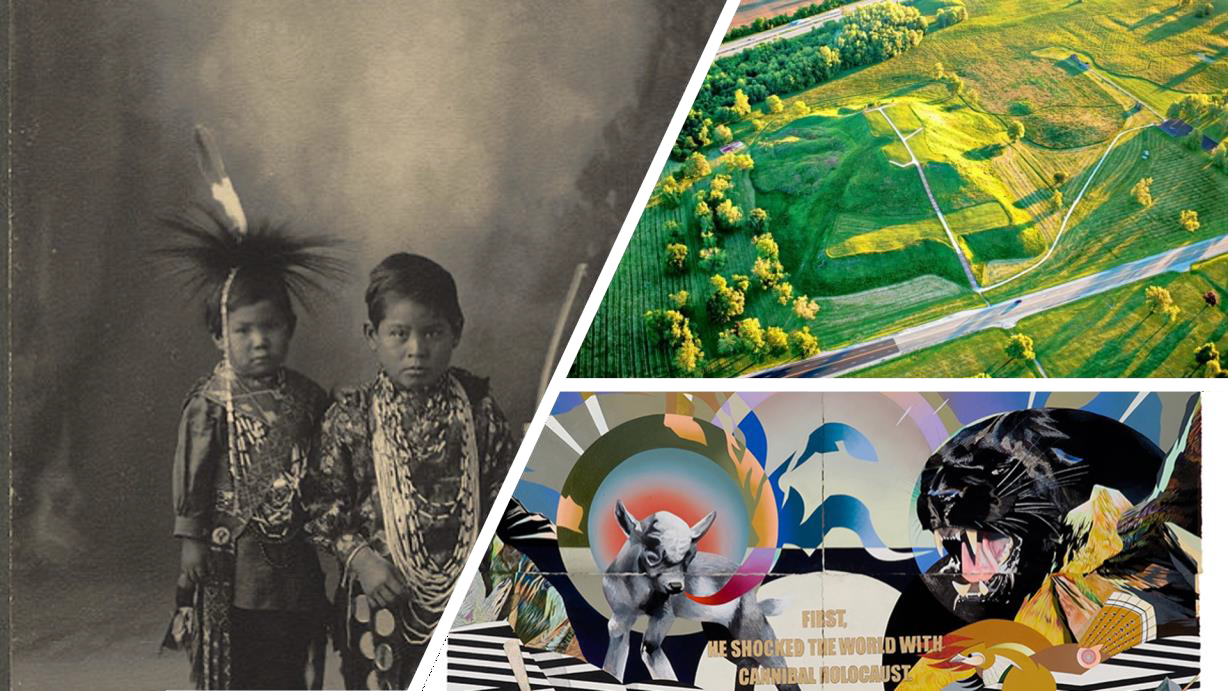 FIRST,
HE SHOCKED THE WORLD WITH
CANNIBAL HOLOCAUST.